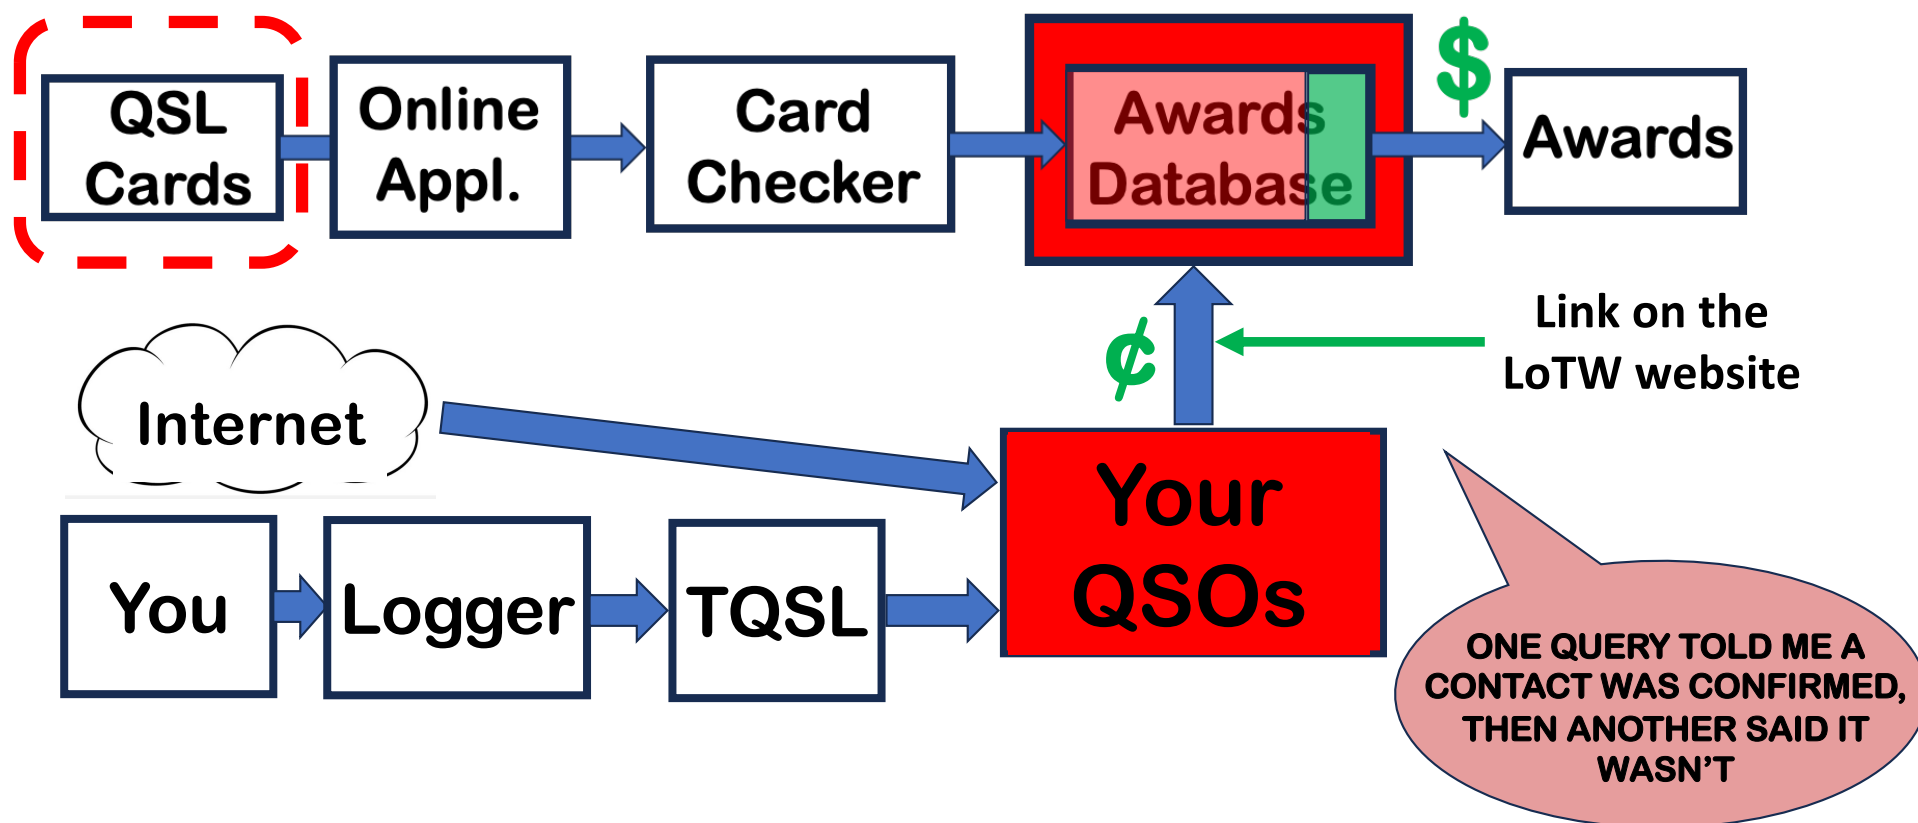 QSL
Cards
Online
Appl.
Card
Checker
Awards
Database
$
Awards
Internet
¢
Link on the
LoTW website
You
Logger
TQSL
Your
QSOs
ONE QUERY TOLD ME A
CONTACT WAS CONFIRMED,
THEN ANOTHER SAID IT
WASN’T